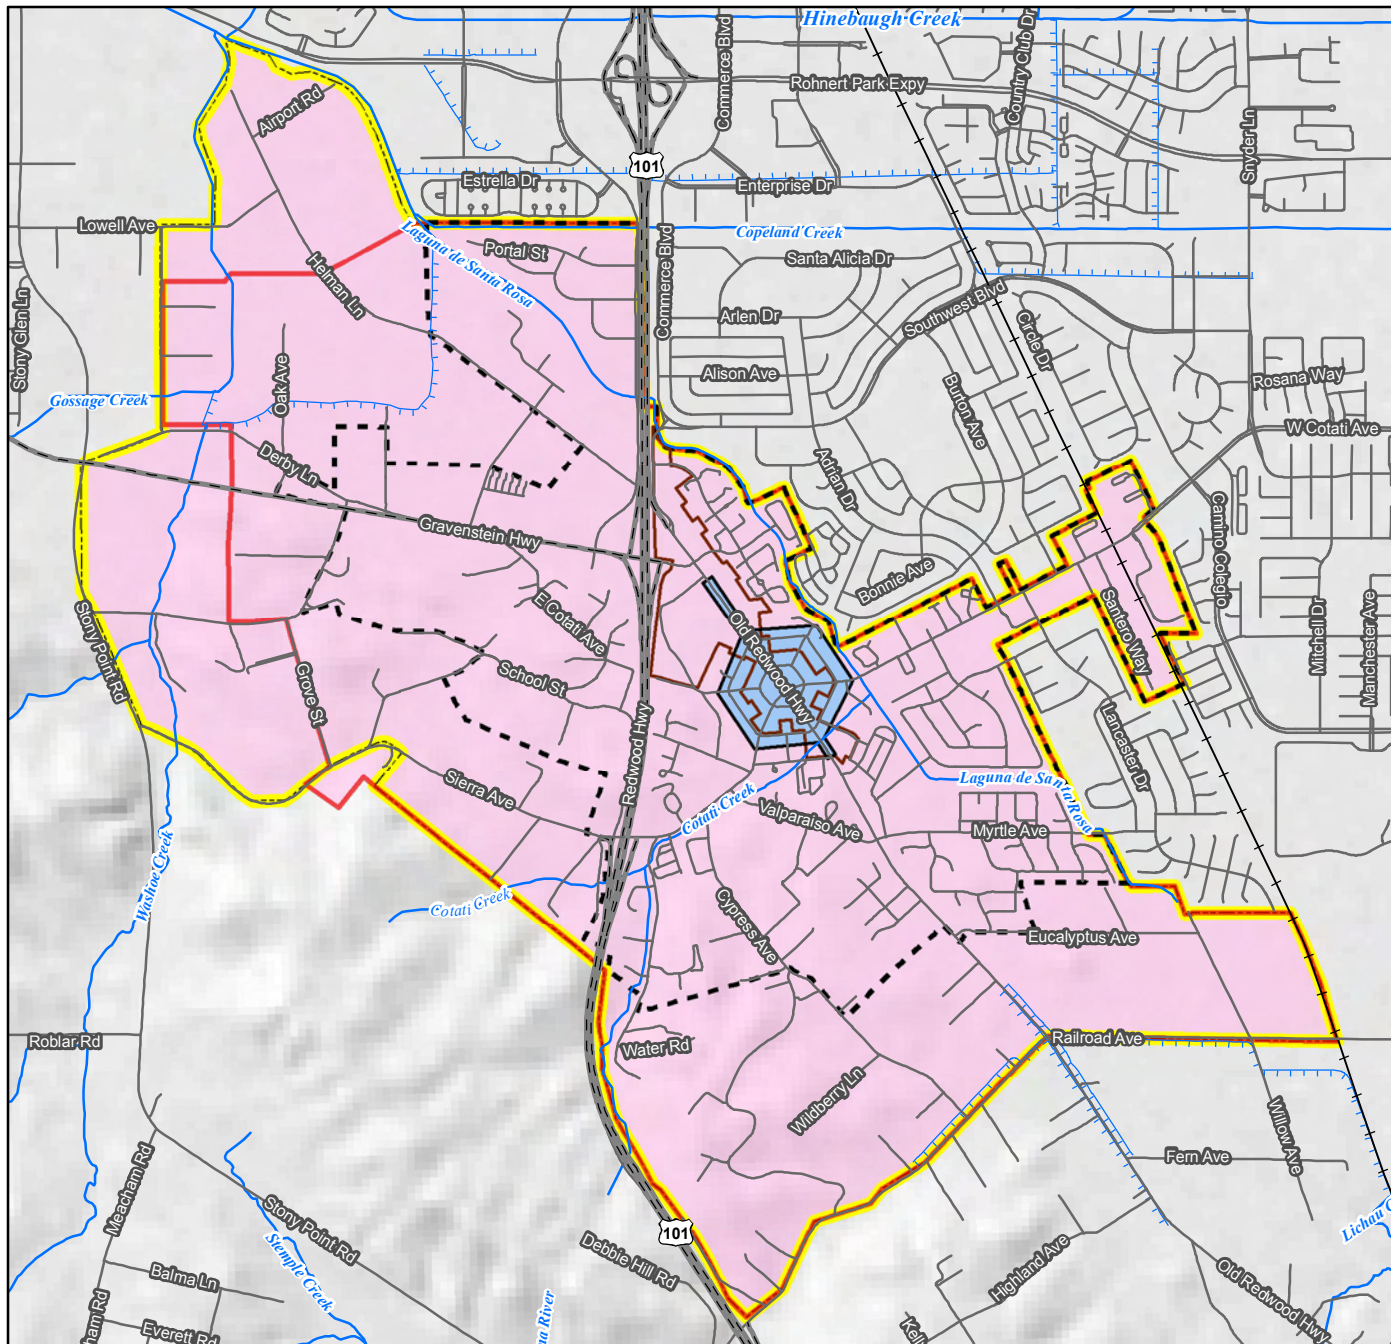 Hinebaugh Creek
Commerce Blvd
Country Club Dr
Rohnert Park Expy
Airport Rd
Snyder Ln
101
Estrella Dr
Enterprise Dr
Lowell Ave
Copeland Creek
Laguna de Santa Rosa
Portal St
Commerce Blvd
Santa Alicia Dr
Helman Ln
Stony Glen Ln
Arlen Dr
Southwest Blvd
Circle Dr
Oak Ave
Alison Ave
Rosana Way
Gossage Creek
Burton Ave
W Cotati Ave
Derby Ln
Adrian Dr
Gravenstein Hwy
Camino Colegio
Bonnie Ave
Stony Point Rd
E Cotati Ave
Old Redwood Hwy
Santero Way
Mitchell Dr
Manchester Ave
School St
Grove St
Redwood Hwy
Lancaster Dr
Sierra Ave
Laguna de Santa Rosa
Cotati Creek
Valparaiso Ave
Myrtle Ave
Washoe Creek
Cotati Creek
Cypress Ave
Eucalyptus Ave
Roblar Rd
Water Rd
Railroad Ave
Wildberry Ln
Willow Ave
Fern Ave
Meacham Rd
Stony Point Rd
101
Lichau C
Stemple Creek
Debbie Hill Rd
Highland Ave
Old Redwood Hwy
Balma Ln
ham Rd
Everett Rd
na River
Kell